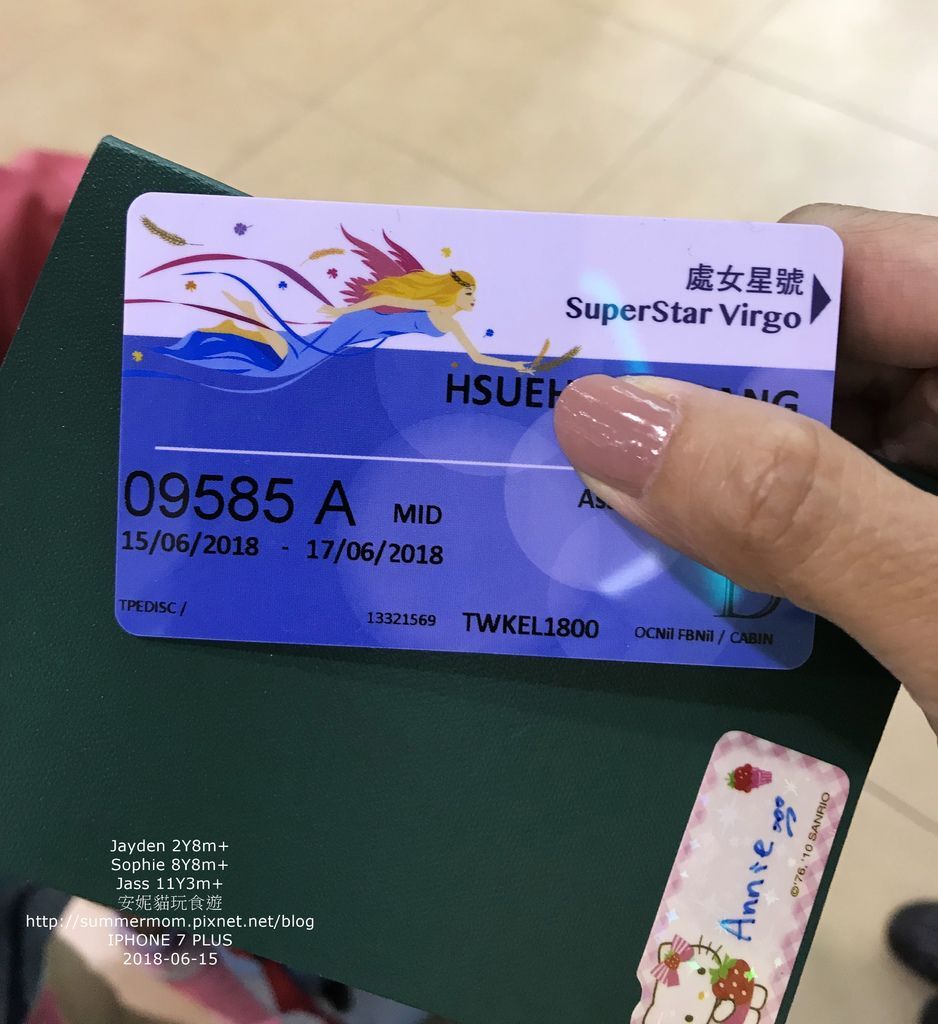 處女星號
SuperStar Virgo
HSUEH NG
09585 A MID
15/06/2018 - 17/06/2018
TPEDISC /
13321569 TWKEL1800 OCNil FBNil / CABIN
D
Annie
©'76, '10 SANRIO
Jayden 2Y8m+
Sophie 8Y8m+
Jass 11Y3m+
安妮貓玩食遊
http://summermom.pixnet.net/blog
IPHONE 7 PLUS
2018-06-15